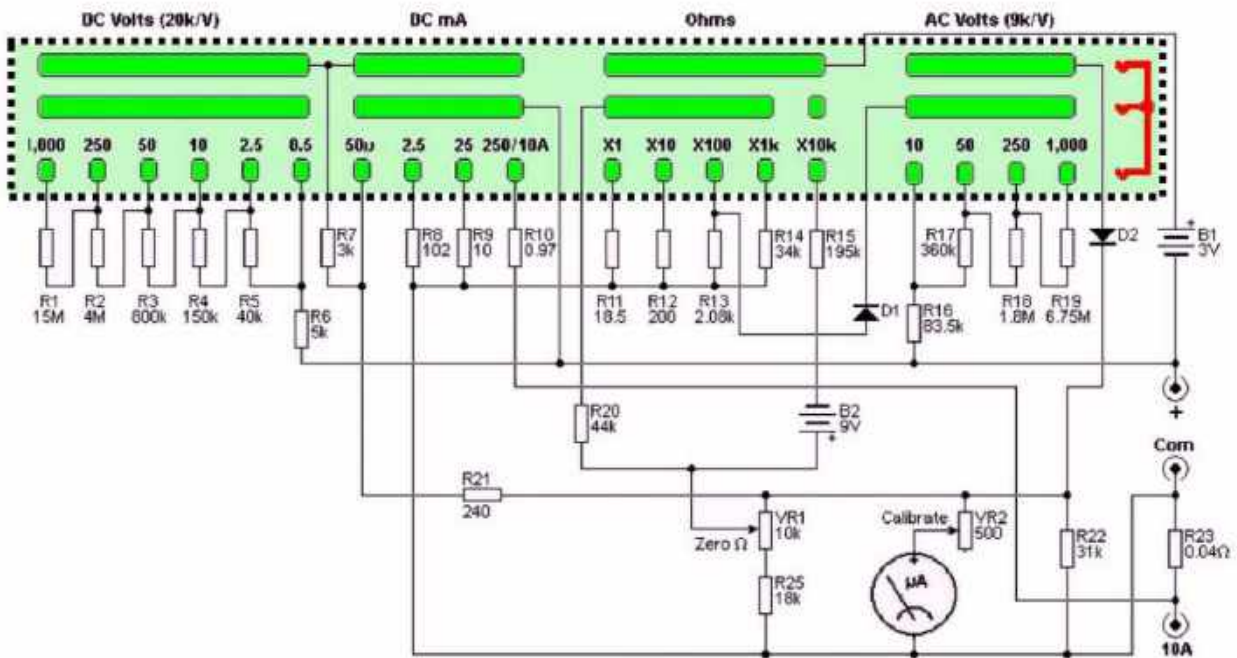 DC Volts (20k/V) DC mA Ohms AC Volts (9k/V)
1,000 250 50 10 2.5 0.5 50µ 2.5 25 250/10A X1 X10 X100 X1k X10k 10 50 250 1,000
R1
15M
R2
4M
R3
800k
R4
150k
R5
40k
R6
5k
R7
3k
R8
102
R9
10
R10
0.97
R11
18.5
R12
200
R13
2.08k
R14
34k
R15
195k
D1
R16
83.5k
R17
360k
R18
1.8M
R19
6.75M
D2
+
B1
3V
+
R20
44k
B2
9V
+
Com
R21
240
Zero Ω
VR1
10k
Calibrate
VR2
500
R22
31k
R23
0.04Ω
R25
18k
+
µA
10A